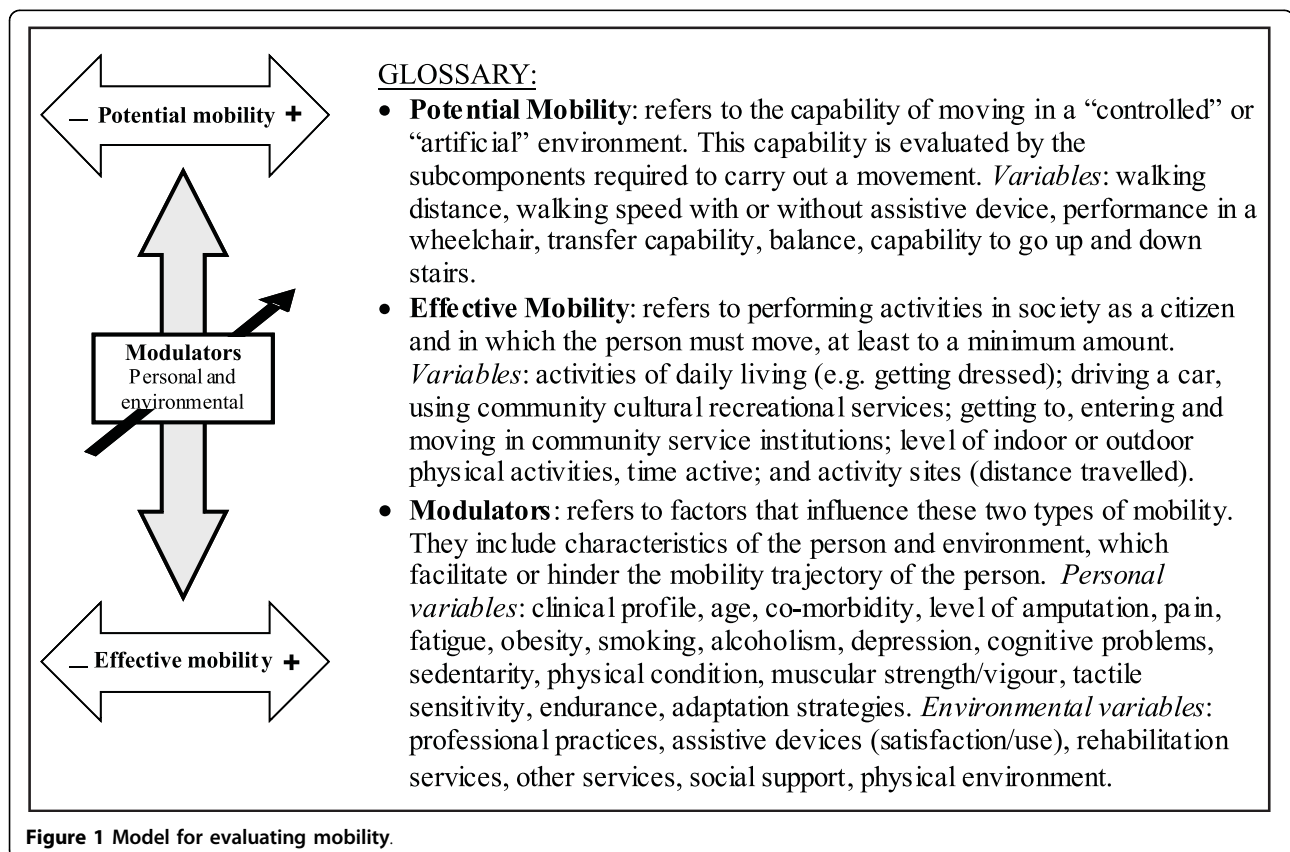 − Potential mobility +
Modulators
Personal and
environmental
− Effective mobility +
GLOSSARY:
• Potential Mobility: refers to the capability of moving in a “controlled” or
“artificial” environment. This capability is evaluated by the
subcomponents required to carry out a movement. Variables: walking
distance, walking speed with or without assistive device, performance in a
wheelchair, transfer capability, balance, capability to go up and down
stairs.
• Effective Mobility: refers to performing activities in society as a citizen
and in which the person must move, at least to a minimum amount.
Variables: activities of daily living (e.g. getting dressed); driving a car,
using community cultural recreational services; getting to, entering and
moving in community service institutions; level of indoor or outdoor
physical activities, time active; and activity sites (distance travelled).
• Modulators: refers to factors that influence these two types of mobility.
They include characteristics of the person and environment, which
facilitate or hinder the mobility trajectory of the person. Personal
variables: clinical profile, age, co-morbidity, level of amputation, pain,
fatigue, obesity, smoking, alcoholism, depression, cognitive problems,
sedentarity, physical condition, muscular strength/vigour, tactile
sensitivity, endurance, adaptation strategies. Environmental variables:
professional practices, assistive devices (satisfaction/use), rehabilitation
services, other services, social support, physical environment.
Figure 1 Model for evaluating mobility.